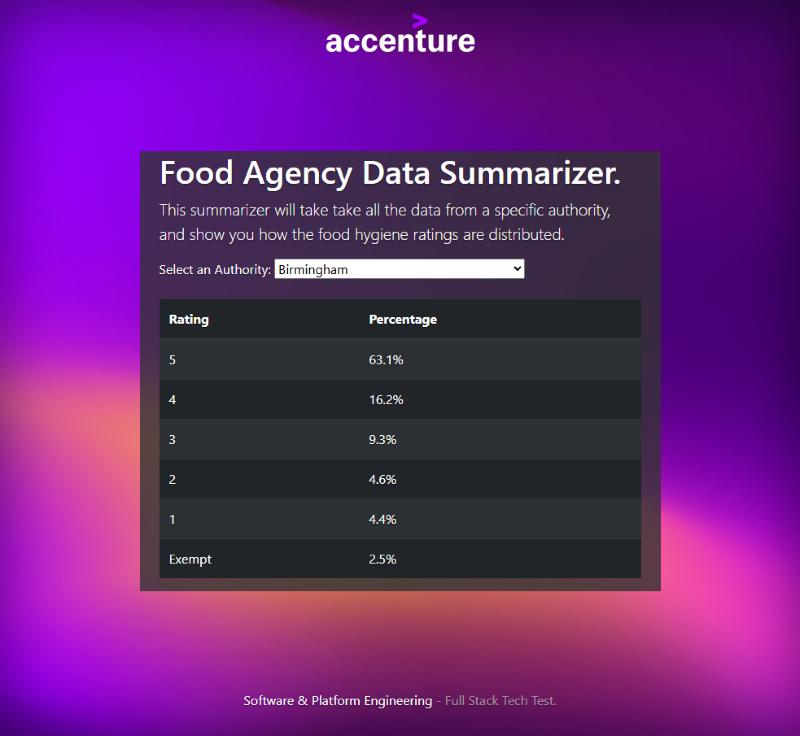 accenture
Food Agency Data Summarizer.
This summarizer will take take all the data from a specific authority,
and show you how the food hygiene ratings are distributed.
Select an Authority: Birmingham
Rating Percentage
5 63.1%
4 16.2%
3 9.3%
2 4.6%
1 4.4%
Exempt 2.5%
Software & Platform Engineering - Full Stack Tech Test.